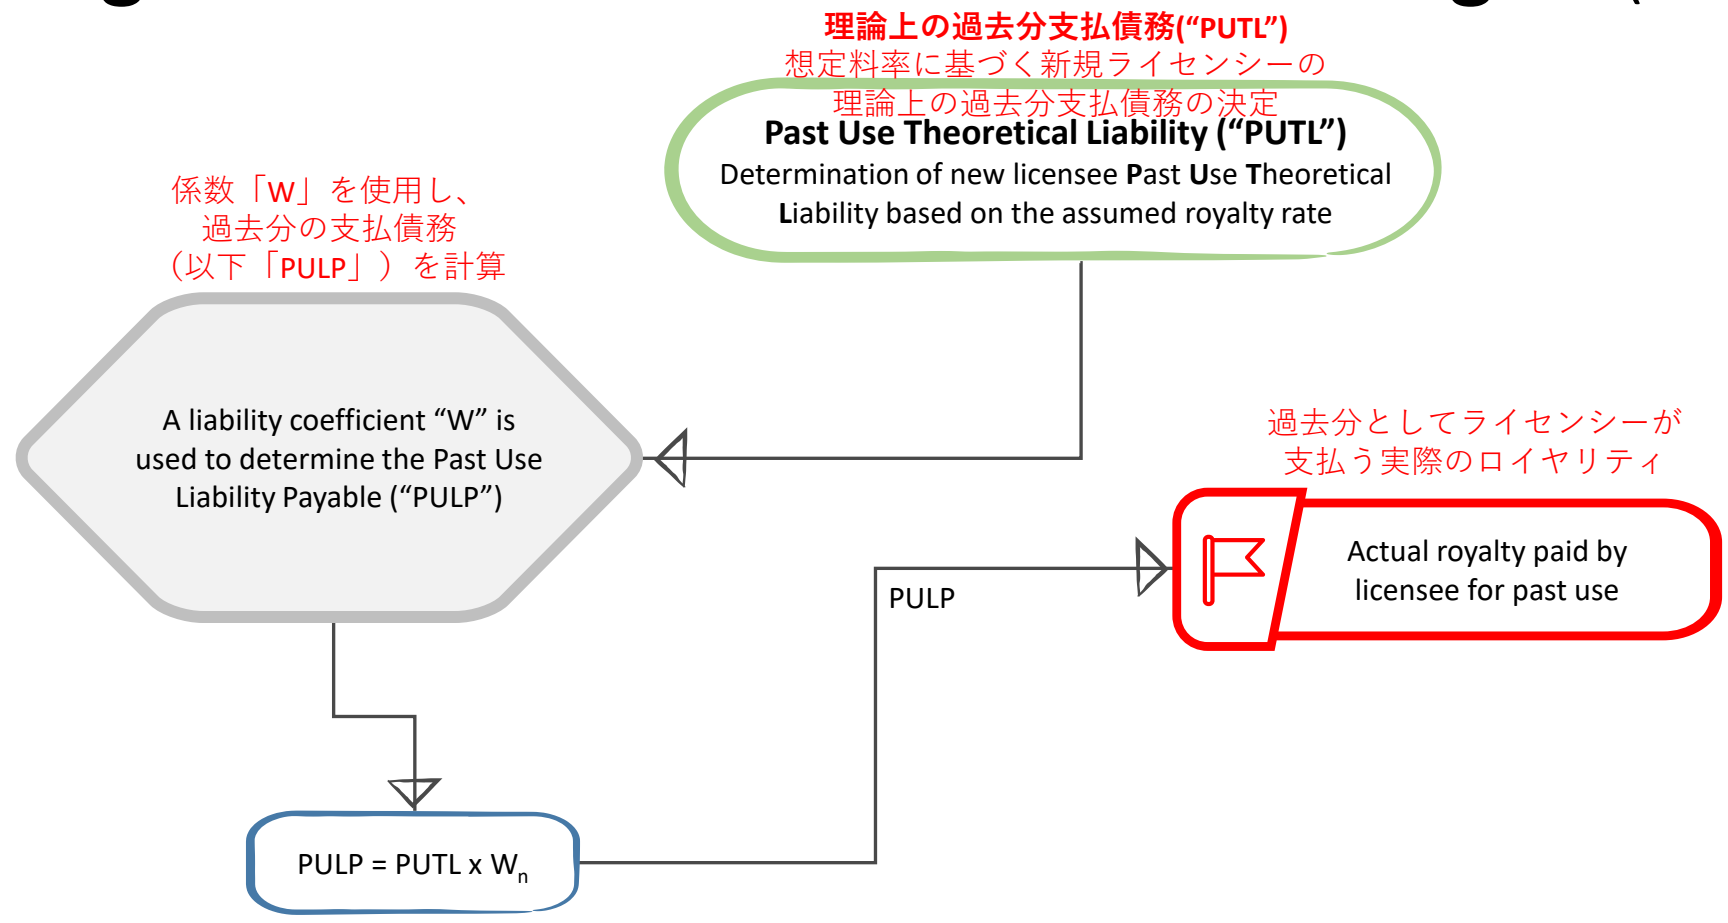 理論上の過去分支払債務(“PUTL”)
想定料率に基づく新規ライセンシーの
理論上の過去分支払債務の決定
Past Use Theoretical Liability (“PUTL”)
Determination of new licensee Past Use Theoretical
Liability based on the assumed royalty rate
係数「W」を使用し、
過去分の支払債務
（以下「PULP」）を計算
A liability coefficient “W” is
used to determine the Past Use
Liability Payable (“PULP”)
過去分としてライセンシーが
支払う実際のロイヤリティ
Actual royalty paid by
licensee for past use
PULP
PULP = PUTL x Wn